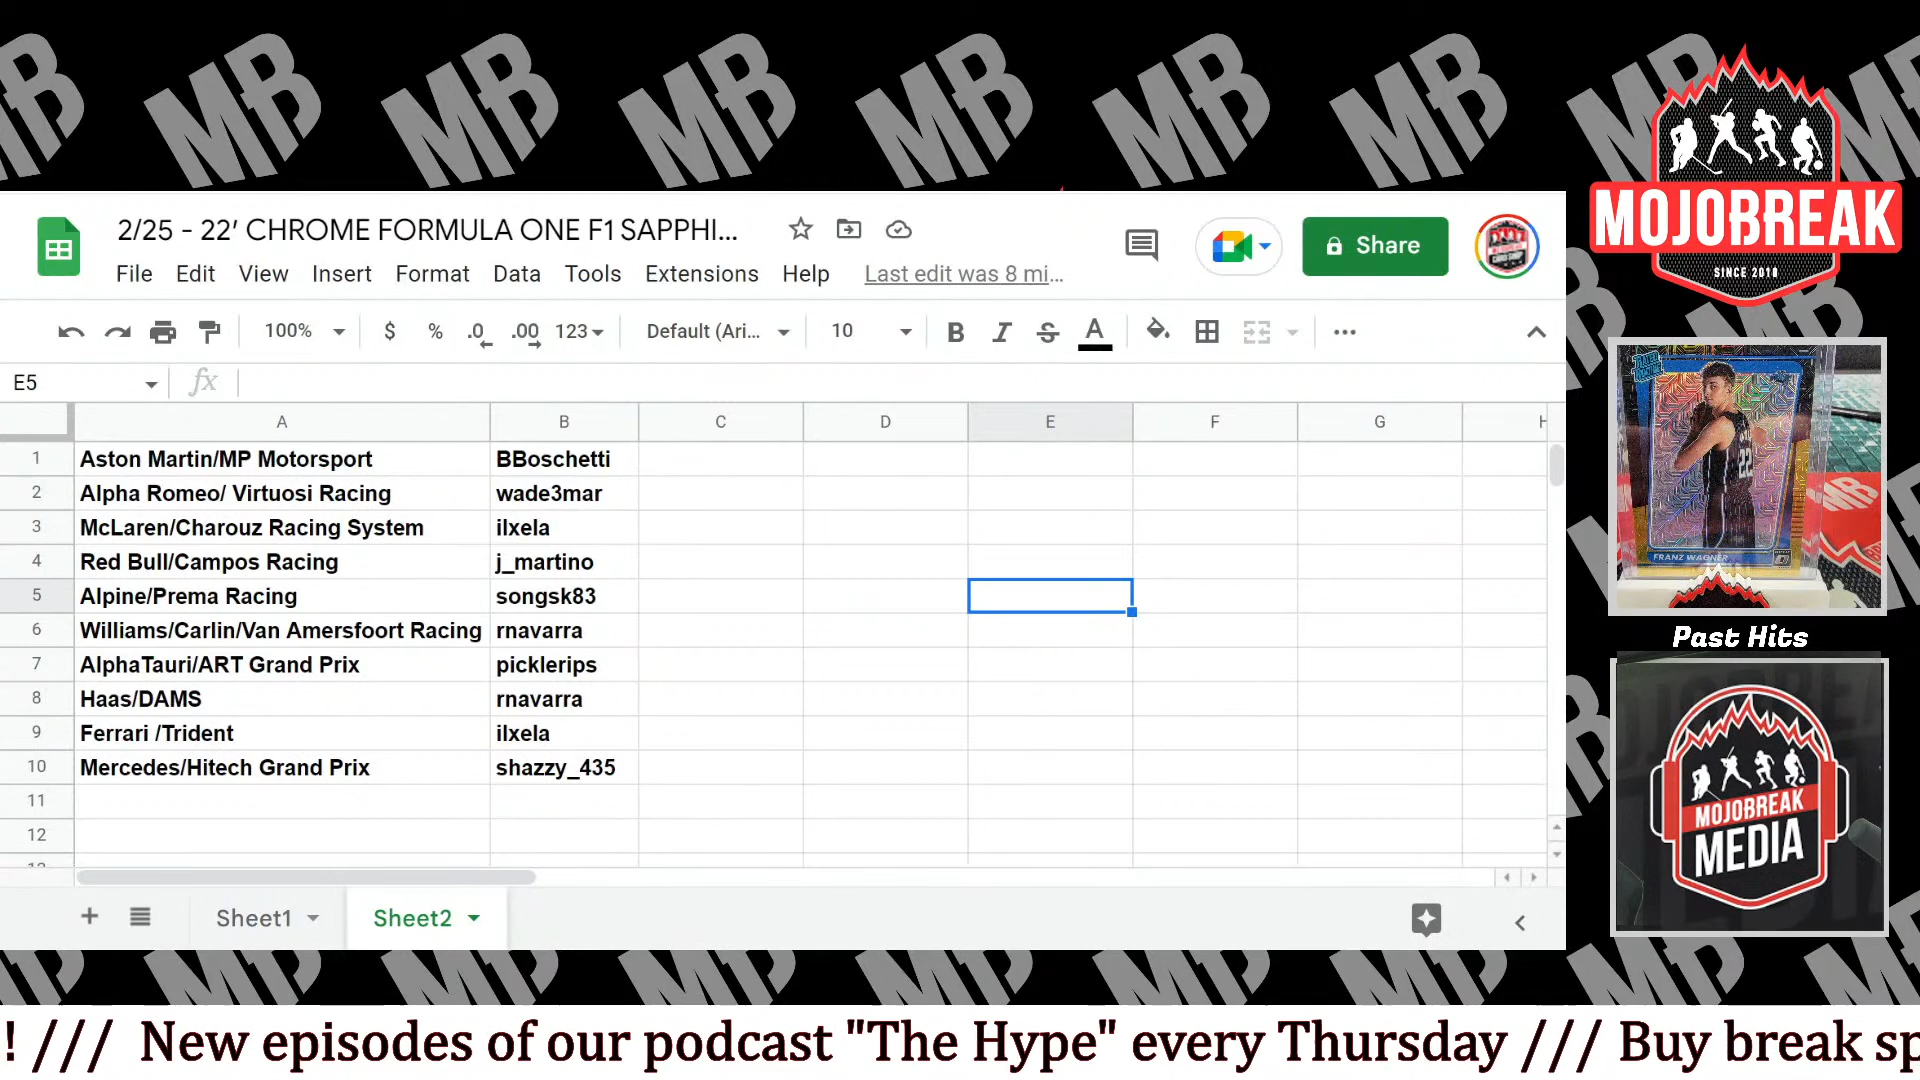 MB MB MB MB MB MB MB MB
MOJOBREAK
SINCE 2010
2/25 - 22' CHROME FORMULA ONE F1 SAPPHI...
File Edit View Insert Format Data Tools Extensions Help Last edit was 8 mi...
Share
100% $ % .0 .00 123 Default (Ari... 10 B I S A
E5 fx
A B C D E F G H
1 Aston Martin/MP Motorsport BBoschetti
2 Alpha Romeo/ Virtuosi Racing wade3mar
3 McLaren/Charouz Racing System ilxela
4 Red Bull/Campos Racing j_martino
5 Alpine/Prema Racing songsk83
6 Williams/Carlin/Van Amersfoort Racing rnavarra
7 AlphaTauri/ART Grand Prix picklerips
8 Haas/DAMS rnavarra
9 Ferrari /Trident ilxela
10 Mercedes/Hitech Grand Prix shazzy_435
11
12
Sheet1 Sheet2
22
FRANZ WAGNER
MB
Past Hits
MOJOBREAK
MEDIA
! /// New episodes of our podcast "The Hype" every Thursday /// Buy break sp